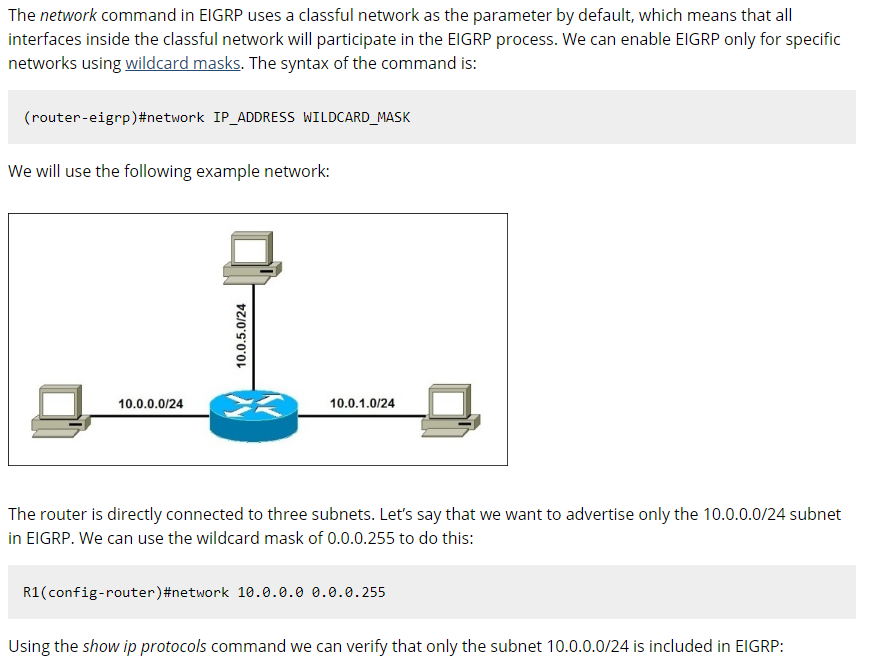 The network command in EIGRP uses a classful network as the parameter by default, which means that all
interfaces inside the classful network will participate in the EIGRP process. We can enable EIGRP only for specific
networks using wildcard masks. The syntax of the command is:
(router-eigrp)#network IP_ADDRESS WILDCARD_MASK
We will use the following example network:
10.0.5.0/24
10.0.0.0/24
10.0.1.0/24
The router is directly connected to three subnets. Let’s say that we want to advertise only the 10.0.0.0/24 subnet
in EIGRP. We can use the wildcard mask of 0.0.0.255 to do this:
R1(config-router)#network 10.0.0.0 0.0.0.255
Using the show ip protocols command we can verify that only the subnet 10.0.0.0/24 is included in EIGRP: